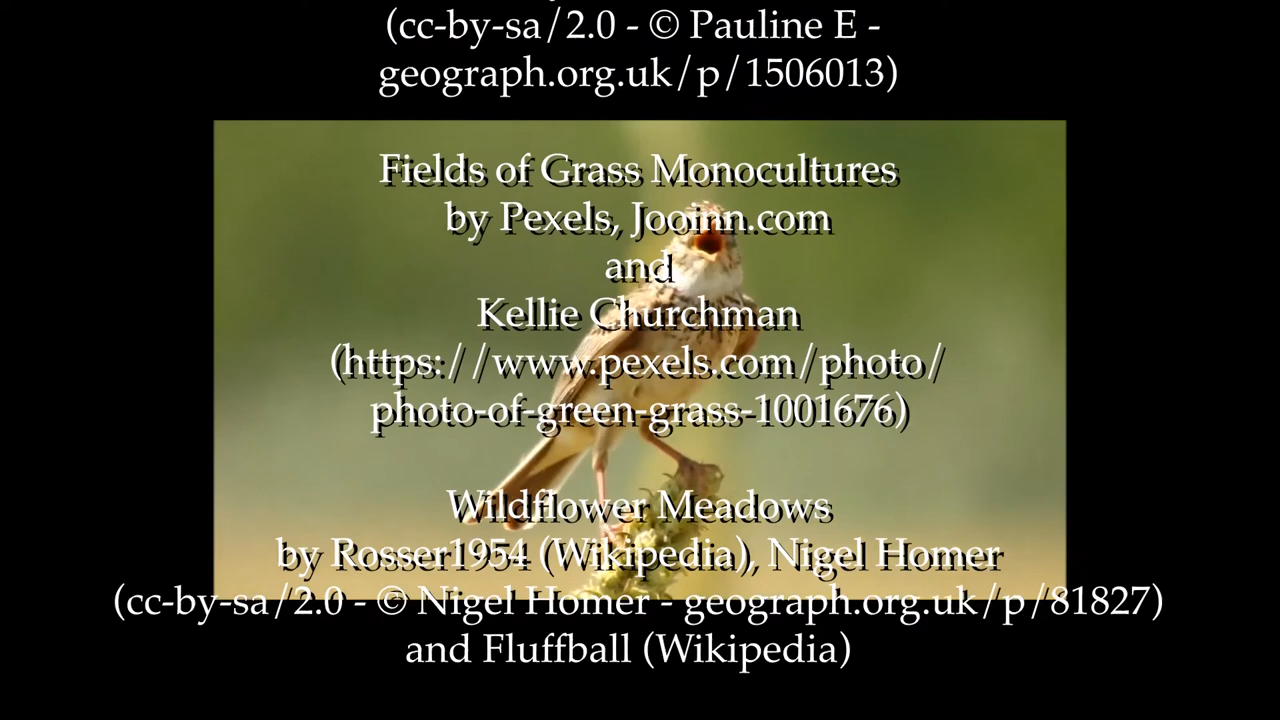 (cc-by-sa/2.0 - © Pauline E -
geograph.org.uk/p/1506013)
Fields of Grass Monocultures
by Pexels, Jooinn.com
and
Kellie Churchman
(https://www.pexels.com/photo/
photo-of-green-grass-1001676)
Wildflower Meadows
by Rosser1954 (Wikipedia), Nigel Homer
(cc-by-sa/2.0 - © Nigel Homer - geograph.org.uk/p/81827)
and Fluffball (Wikipedia)